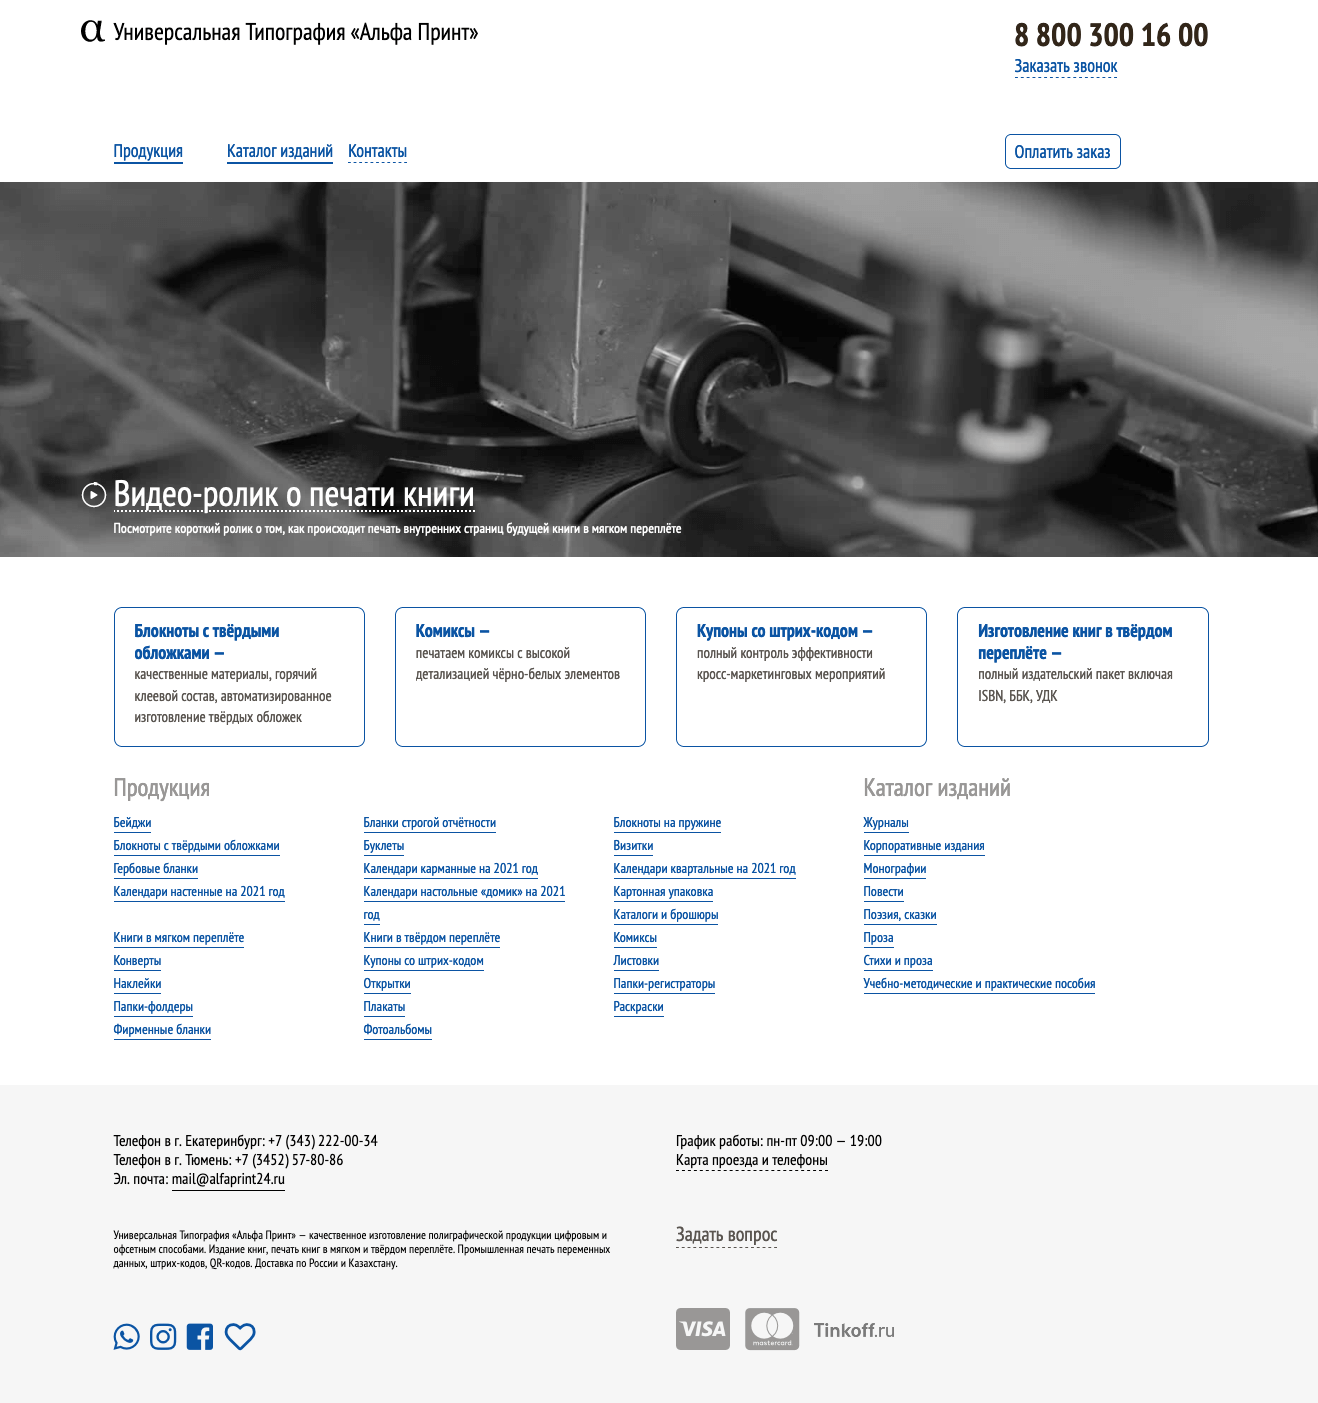 α Универсальная Типография «Альфа Принт»
8 800 300 16 00
Заказать звонок
Продукция Каталог изданий Контакты
Оплатить заказ
Видео-ролик о печати книги
Посмотрите короткий ролик о том, как происходит печать внутренних страниц будущей книги в мягком переплёте
Блокноты с твёрдыми
обложками —
качественные материалы, горячий
клеевой состав, автоматизированное
изготовление твёрдых обложек
Комиксы —
печатаем комиксы с высокой
детализацией чёрно-белых элементов
Купоны со штрих-кодом —
полный контроль эффективности
кросс-маркетинговых мероприятий
Изготовление книг в твёрдом
переплёте —
полный издательский пакет включая
ISBN, ББК, УДК
Продукция
Бейджи
Бланки строгой отчётности
Блокноты на пружине
Блокноты с твёрдыми обложками
Буклеты
Визитки
Гербовые бланки
Календари карманные на 2021 год
Календари квартальные на 2021 год
Календари настенные на 2021 год
Календари настольные «домик» на 2021
год
Картонная упаковка
Каталоги и брошюры
Книги в мягком переплёте
Книги в твёрдом переплёте
Комиксы
Конверты
Купоны со штрих-кодом
Листовки
Наклейки
Открытки
Папки-регистраторы
Папки-фолдеры
Плакаты
Раскраски
Фирменные бланки
Фотоальбомы
Каталог изданий
Журналы
Корпоративные издания
Монографии
Повести
Поэзия, сказки
Проза
Стихи и проза
Учебно-методические и практические пособия
Телефон в г. Екатеринбург: +7 (343) 222-00-34
Телефон в г. Тюмень: +7 (3452) 57-80-86
Эл. почта: mail@alfaprint24.ru
График работы: пн-пт 09:00 — 19:00
Карта проезда и телефоны
Универсальная Типография «Альфа Принт» — качественное изготовление полиграфической продукции цифровым и
офсетным способами. Издание книг, печать книг в мягком и твёрдом переплёте. Промышленная печать переменных
данных, штрих-кодов, QR-кодов. Доставка по России и Казахстану.
Задать вопрос
VISA
mastercard
Tinkoff.ru